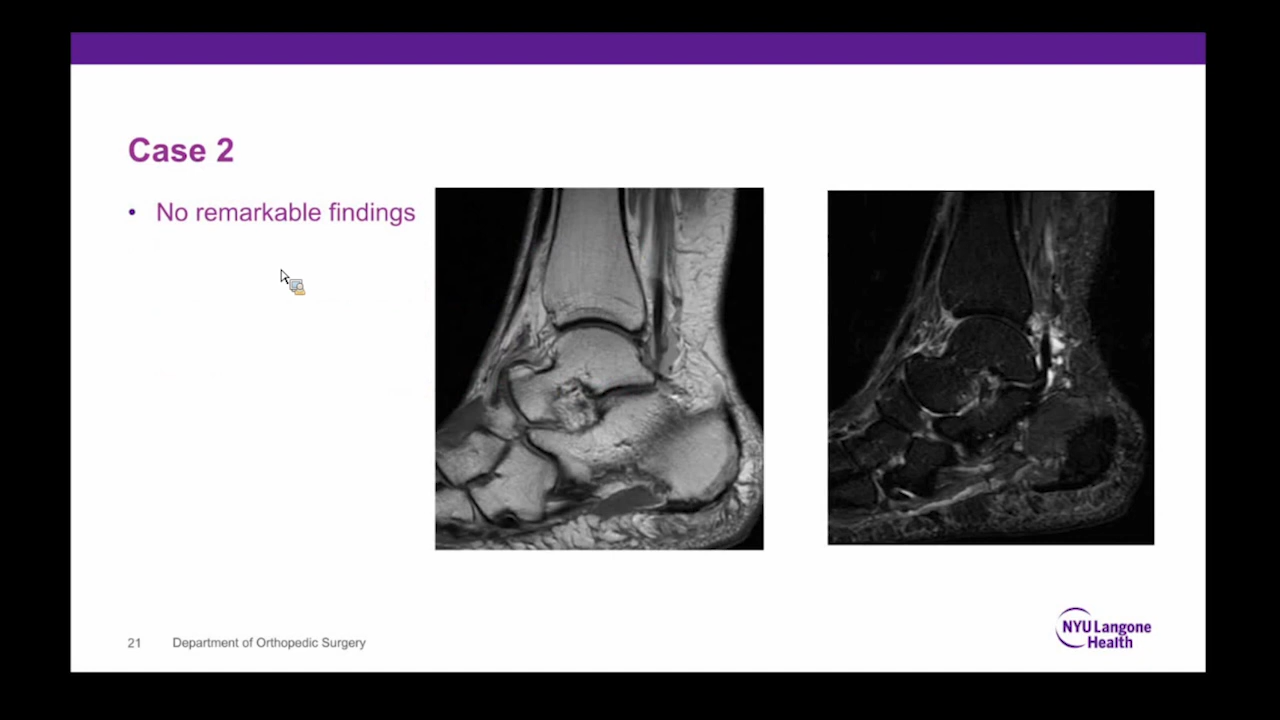 Case 2
• No remarkable findings
21 Department of Orthopedic Surgery
NYU Langone
Health